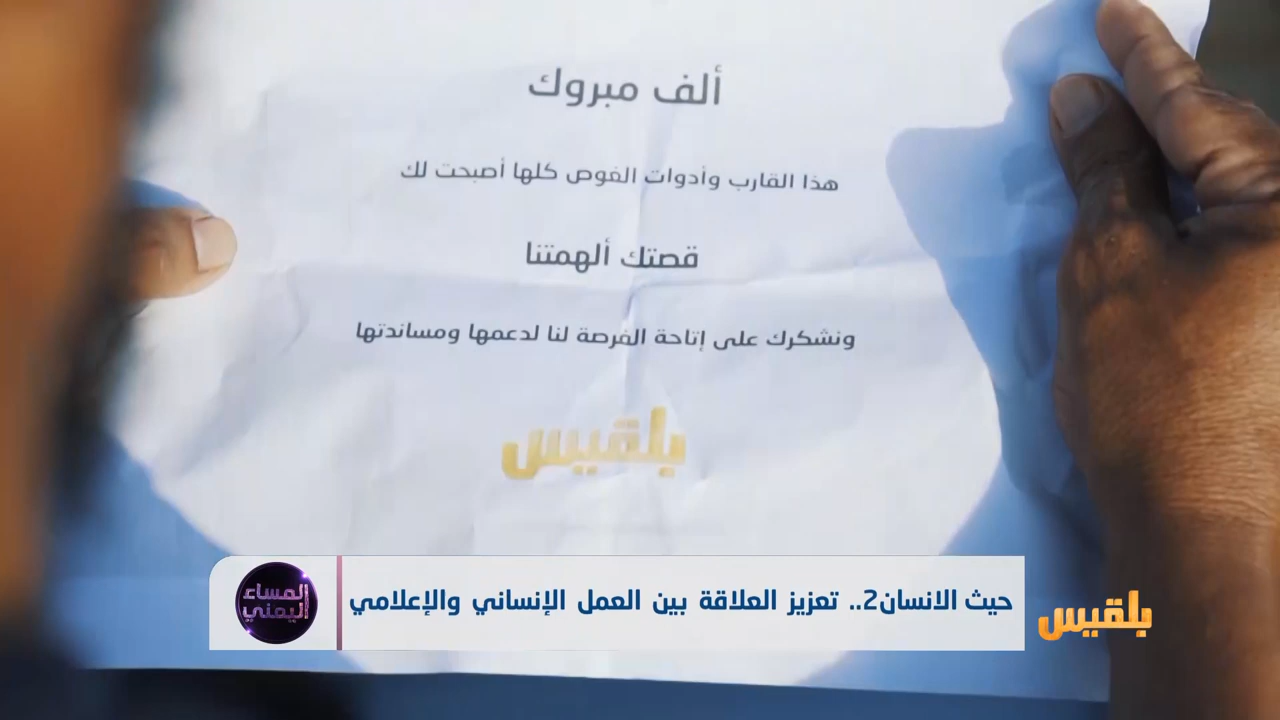 ألف مبروك
هذا القارب وأدوات الغوص كلها أصبحت لك
قصتك ألهمتنا
ونشكرك على إتاحة الفرصة لنا لدعمها ومساندتها
بلقيس
حيث الانسان2.. تعزيز العلاقة بين العمل الإنساني والإعلامي
المساء
اليمني
بلقيس